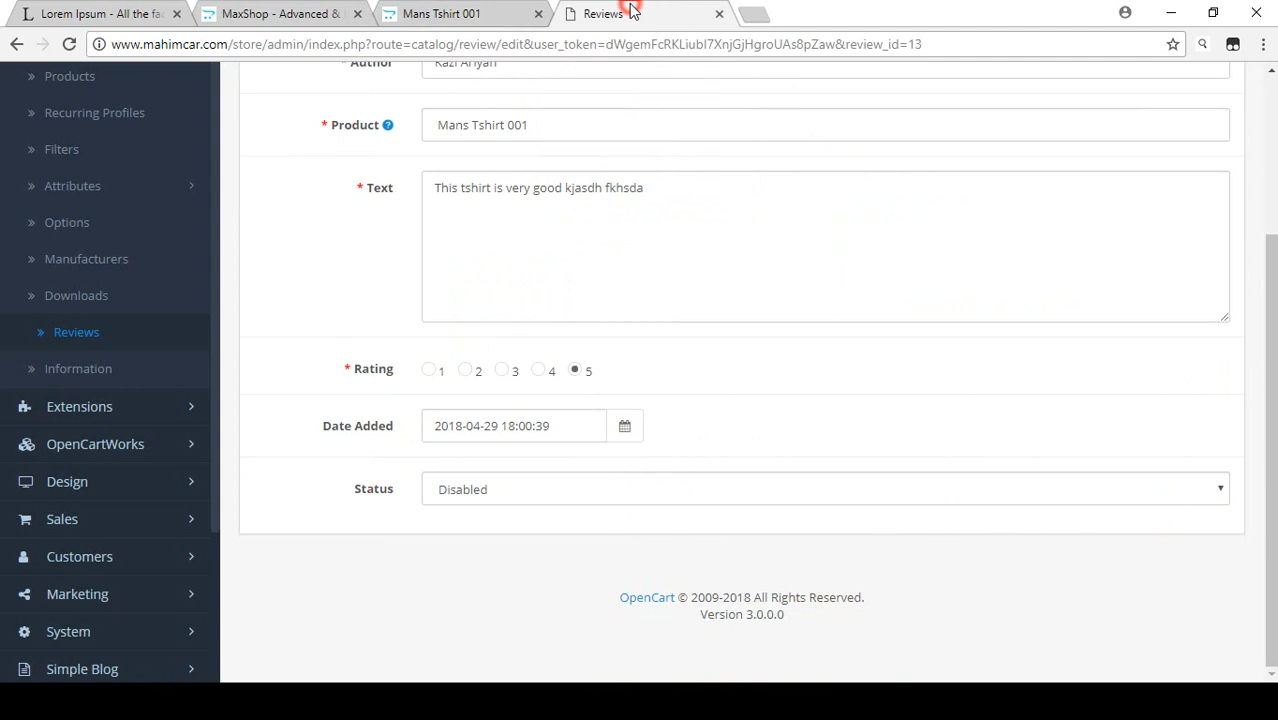 Lorem Ipsum - All the fa
MaxShop - Advanced &
Mans Tshirt 001
Reviews
www.mahimcar.com/store/admin/index.php?route=catalog/review/edit&user_token=dWgemFcRKLiubI7XnjGjHgroUAs8pZaw&review_id=13
Products
Recurring Profiles
Filters
Attributes
Options
Manufacturers
Downloads
Reviews
Information
Extensions
OpenCartWorks
Design
Sales
Customers
Marketing
System
Simple Blog
* Author Kazi Ariyan
* Product Mans Tshirt 001
* Text This tshirt is very good kjasdh fkhsda
* Rating 1 2 3 4 5
Date Added 2018-04-29 18:00:39
Status Disabled
OpenCart © 2009-2018 All Rights Reserved.
Version 3.0.0.0